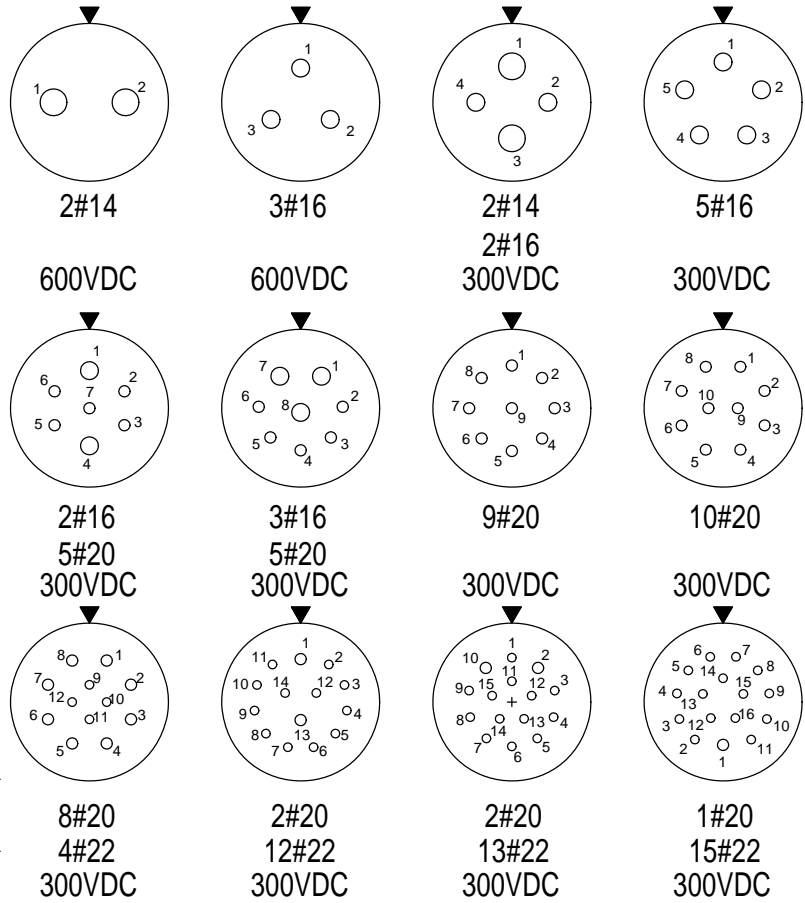 1 2
1
3 2
1
4 2
3
1
5 2
4 3
2#14
3#16
2#14
5#16
2#16
600VDC
600VDC
300VDC
300VDC
1
6 2
7
5 3
4
7 1
6 8 2
5 3
4
1
8 2
7 3
9
6 4
5
8 1
7 2
10 9
6 3
5 4
2#16
3#16
9#20
10#20
5#20
5#20
300VDC
300VDC
300VDC
300VDC
8 1
7 9 2
12 10
6 11 3
5 4
1
11 2
10 14 12 3
9 4
13
8 5
7 6
1
10 11 2
9 15 12 3
8 14 13 4
7 5
6
6 7
5 14 8
4 13 15 9
3 12 16 10
2 11
1
8#20
2#20
2#20
1#20
4#22
12#22
13#22
15#22
300VDC
300VDC
300VDC
300VDC